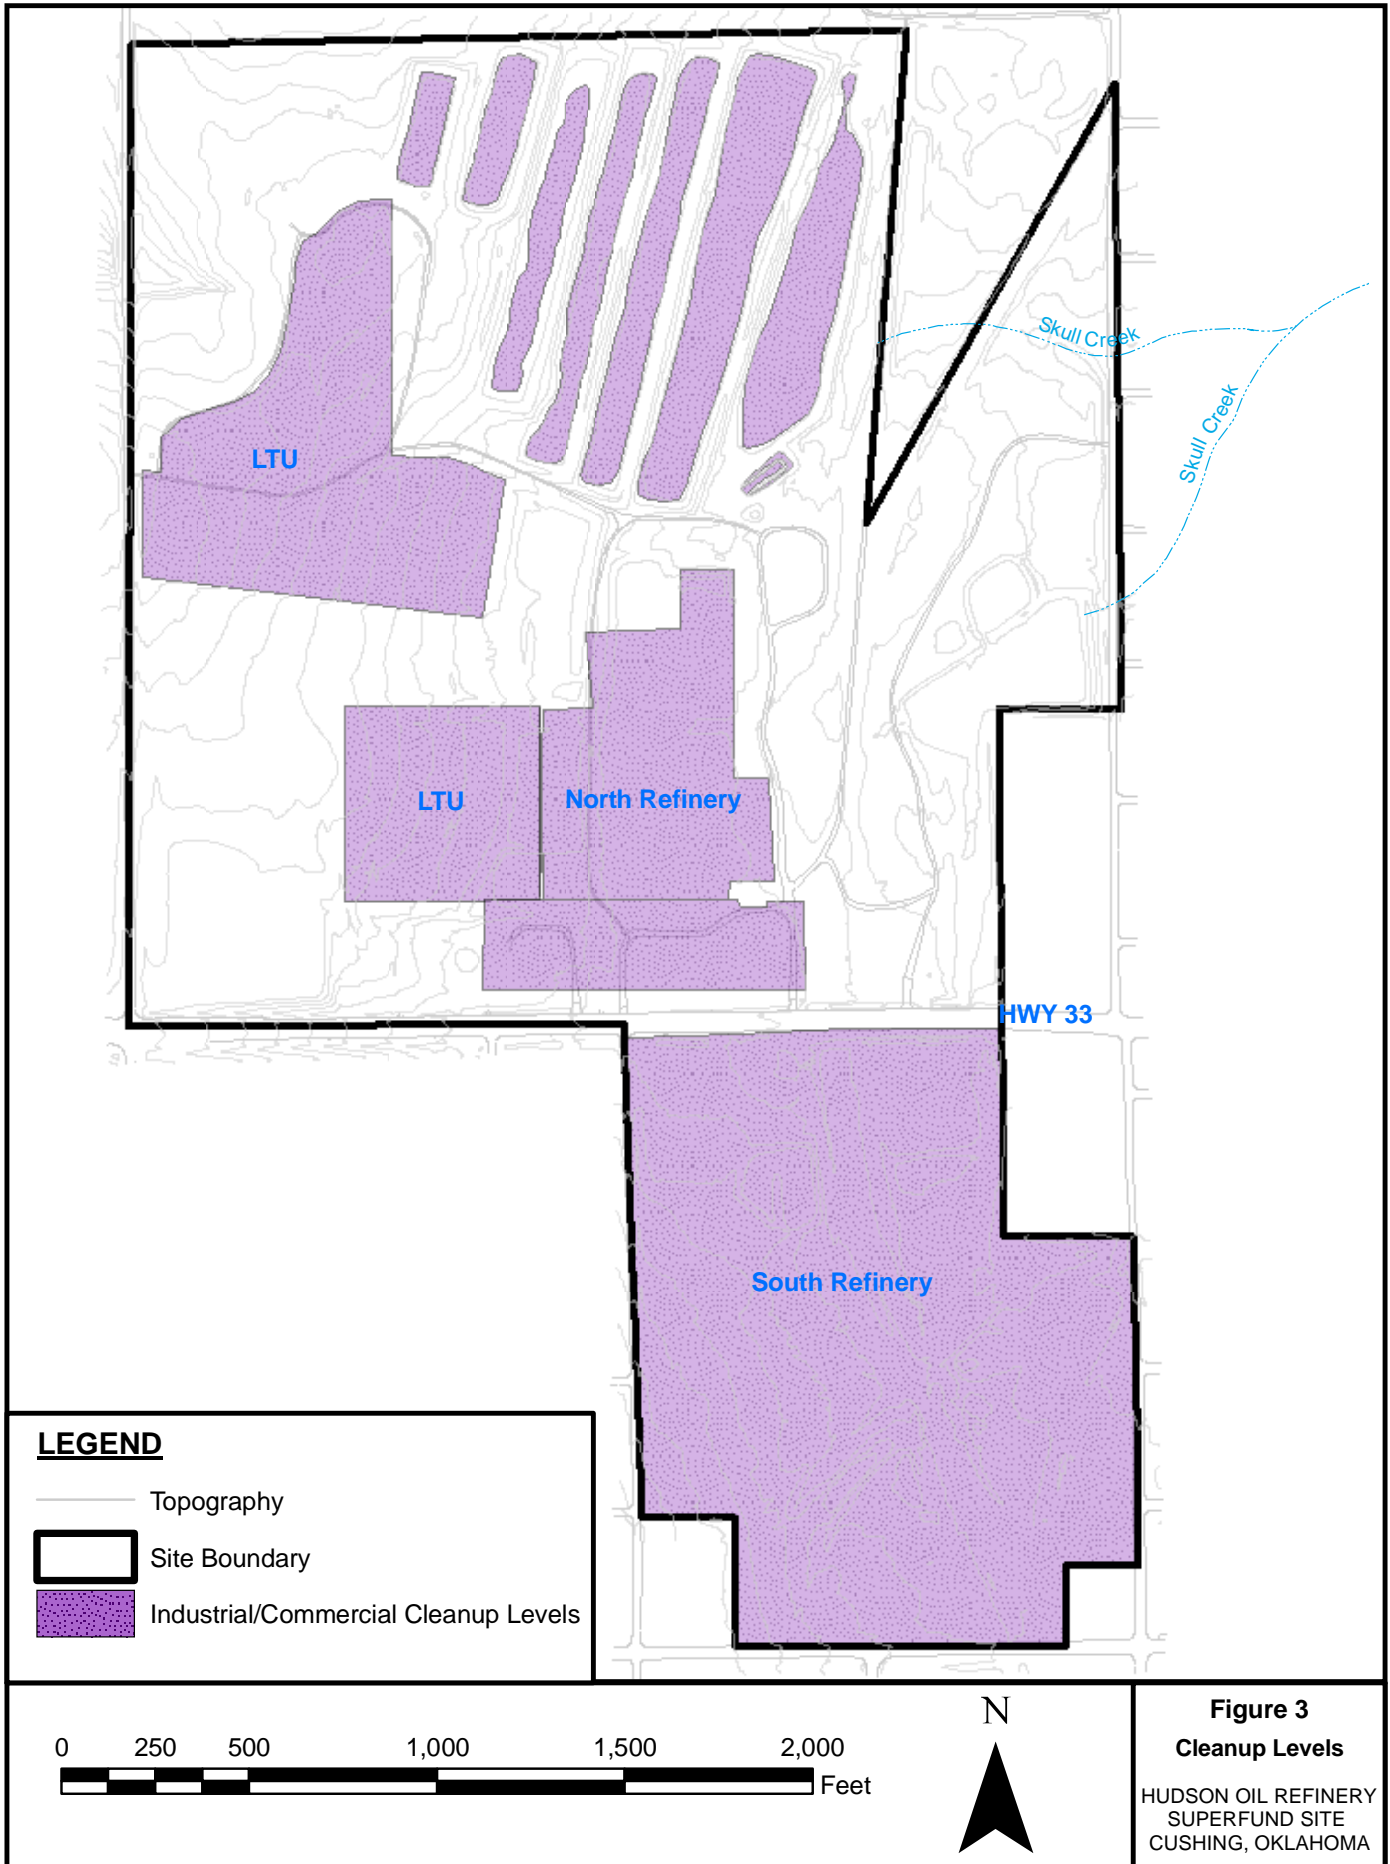 Skull Creek
Skull Creek
LTU
LTU
North Refinery
HWY 33
South Refinery
LEGEND
Topography
Site Boundary
Industrial/Commercial Cleanup Levels
0 250 500 1,000 1,500 2,000
Feet
N
Figure 3
Cleanup Levels
HUDSON OIL REFINERY
SUPERFUND SITE
CUSHING, OKLAHOMA